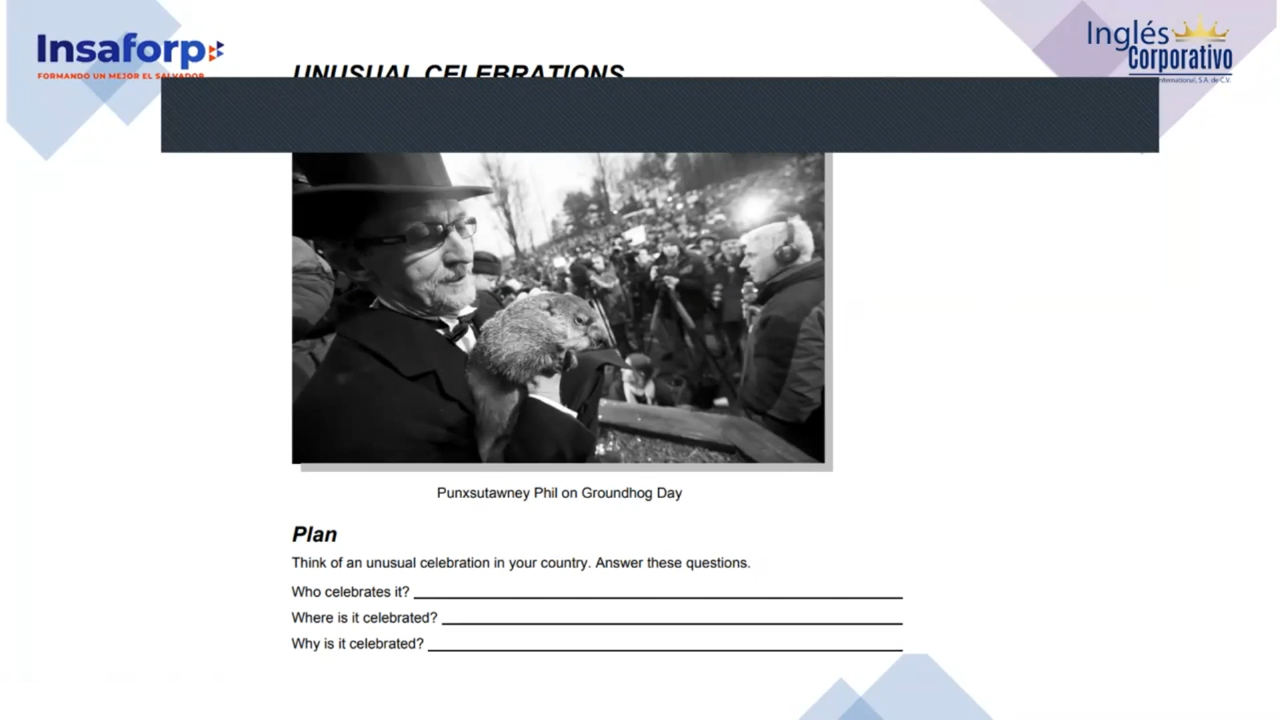 Insaforp
FORMANDO UN MEJOR EL SALVADOR
Inglés
Corporativo
International, S.A. de C.V.
UNUSUAL CELEBRATIONS
Punxsutawney Phil on Groundhog Day
Plan
Think of an unusual celebration in your country. Answer these questions.
Who celebrates it?
Where is it celebrated?
Why is it celebrated?